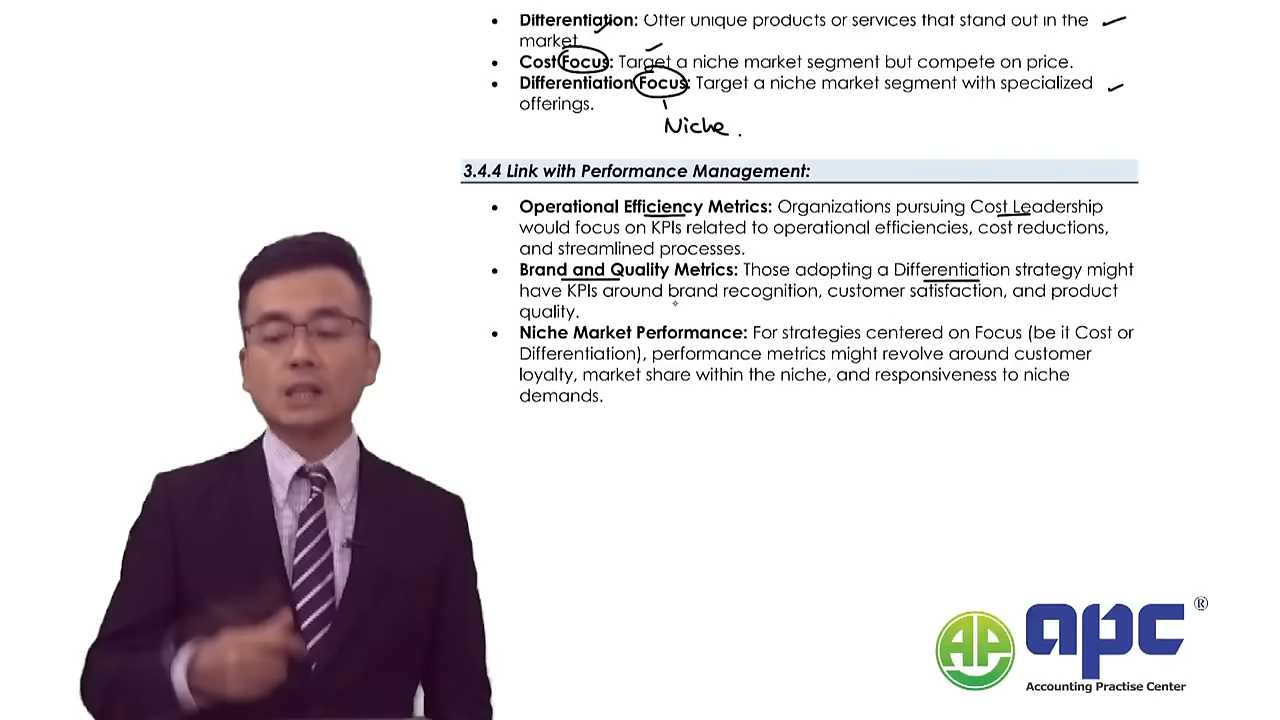 • Differentiation: Offer unique products or services that stand out in the
market.
• Cost Focus: Target a niche market segment but compete on price.
• Differentiation Focus: Target a niche market segment with specialized
offerings.
Niche.
3.4.4 Link with Performance Management:
• Operational Efficiency Metrics: Organizations pursuing Cost Leadership
would focus on KPIs related to operational efficiencies, cost reductions,
and streamlined processes.
• Brand and Quality Metrics: Those adopting a Differentiation strategy might
have KPIs around brand recognition, customer satisfaction, and product
quality.
• Niche Market Performance: For strategies centered on Focus (be it Cost or
Differentiation), performance metrics might revolve around customer
loyalty, market share within the niche, and responsiveness to niche
demands.
AP apc ®
Accounting Practise Center